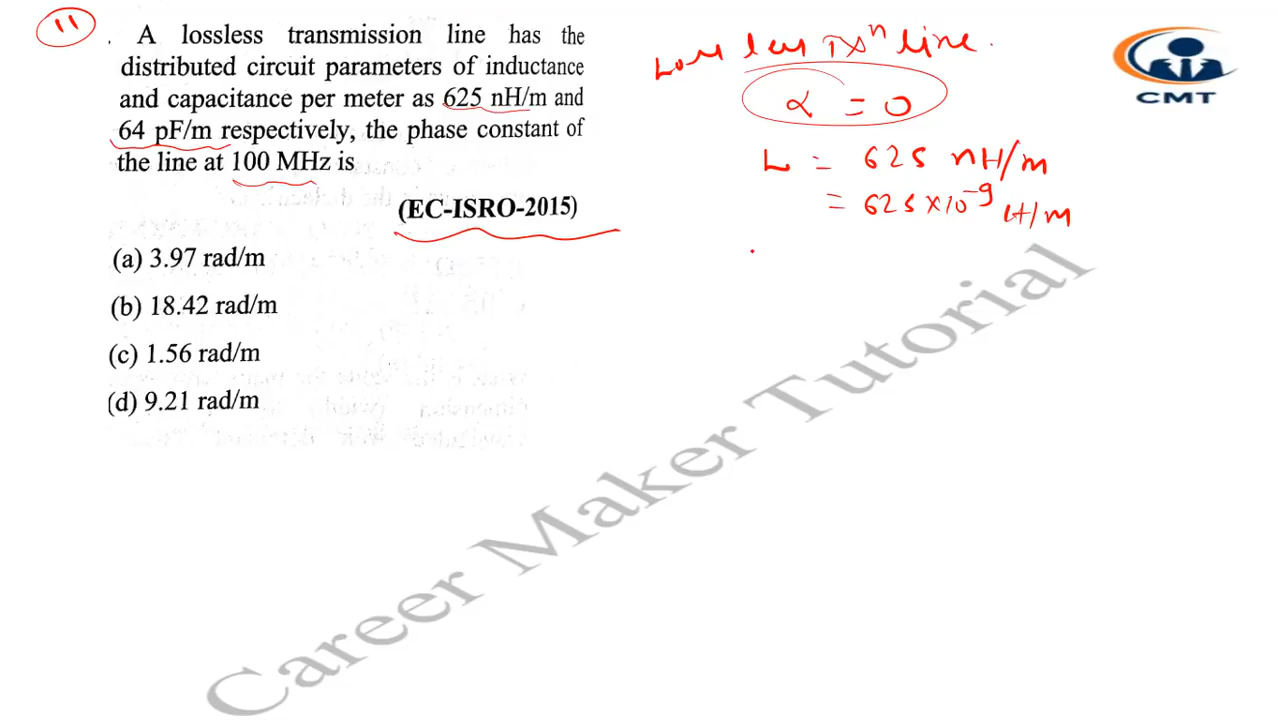 11
. A lossless transmission line has the
distributed circuit parameters of inductance
and capacitance per meter as 625 nH/m and
64 pF/m respectively, the phase constant of
the line at 100 MHz is
(EC-ISRO-2015)
(a) 3.97 rad/m
(b) 18.42 rad/m
(c) 1.56 rad/m
(d) 9.21 rad/m
Loss less TXⁿ line.
α = 0
L = 625 nH/m
= 625 × 10⁻⁹ H/m
CMT
Career Maker Tutorial